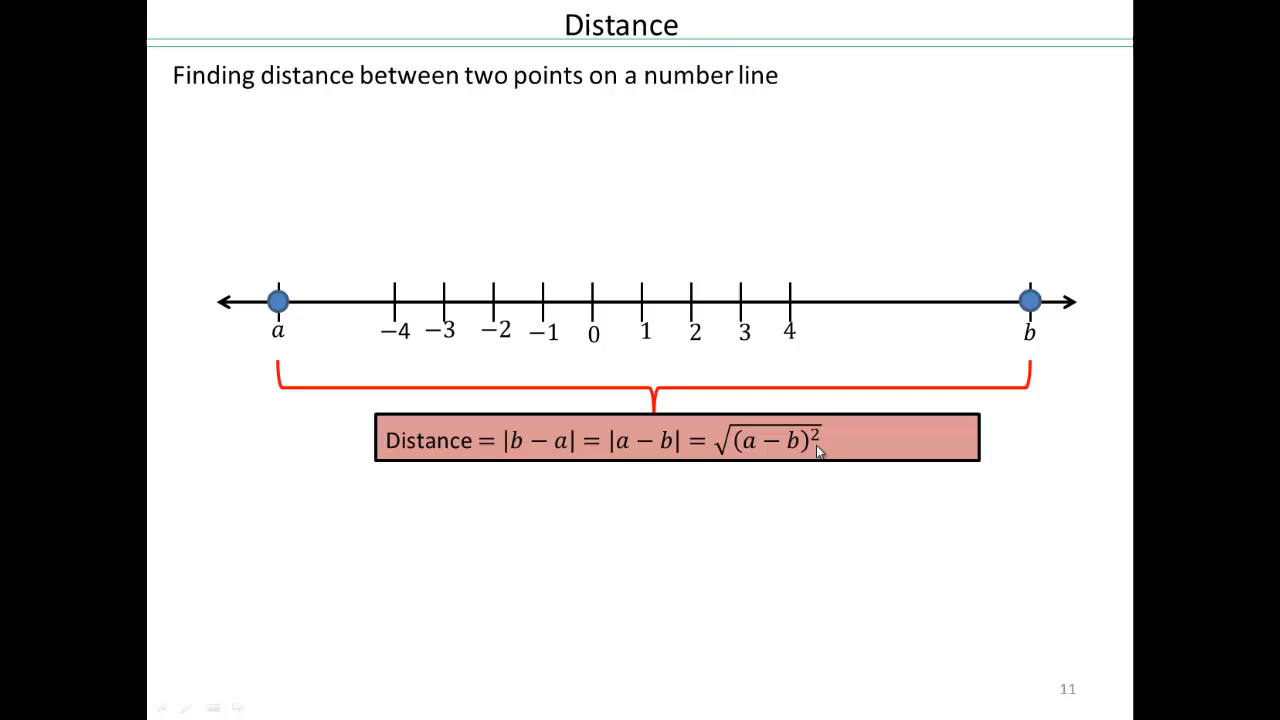 Distance
Finding distance between two points on a number line
a −4 −3 −2 −1 0 1 2 3 4 b
Distance = |b − a| = |a − b| = √(a − b)²
11